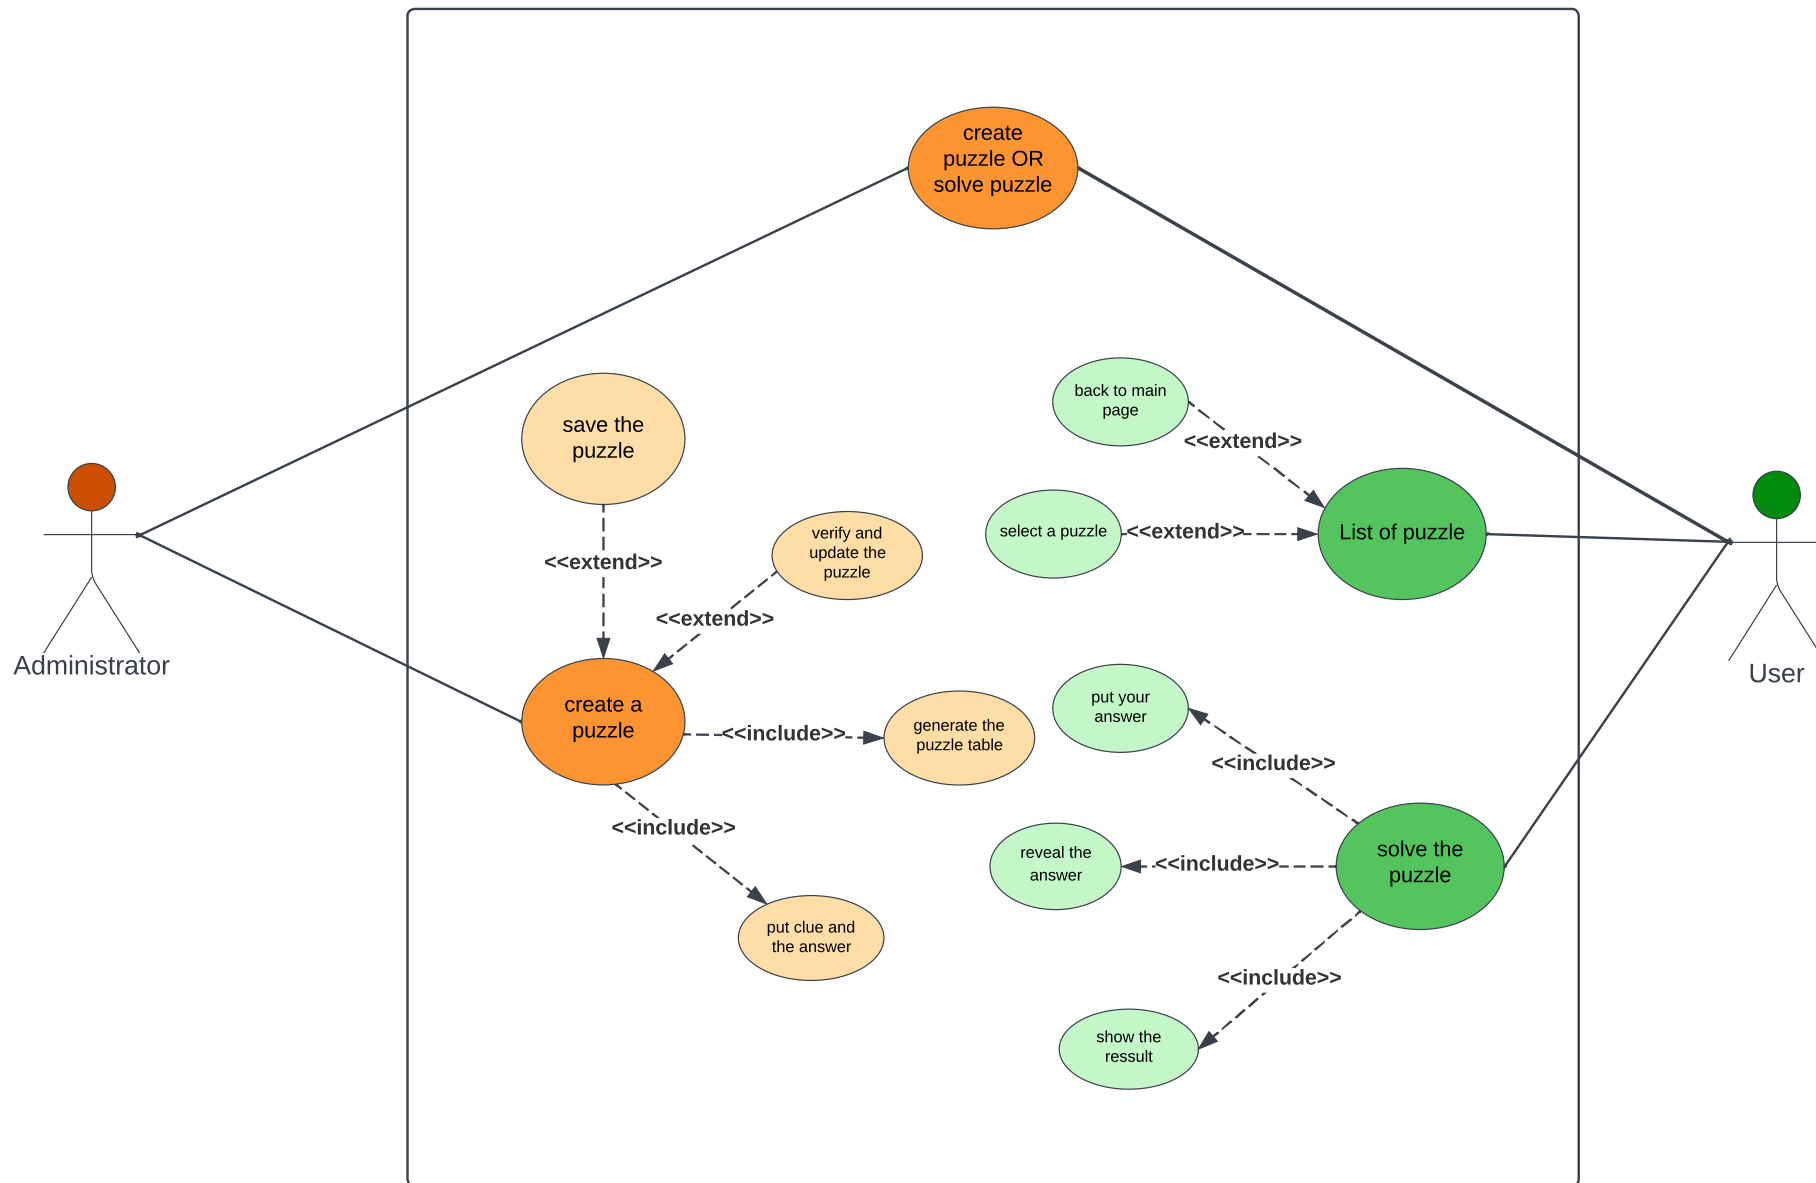 create
puzzle OR
solve puzzle
save the
puzzle
<<extend>>
verify and
update the
puzzle
<<extend>>
create a
puzzle
<<include>>
generate the
puzzle table
<<include>>
put clue and
the answer
Administrator
back to main
page
<<extend>>
select a puzzle
<<extend>>
List of puzzle
put your
answer
<<include>>
reveal the
answer
<<include>>
solve the
puzzle
<<include>>
show the
ressult
User